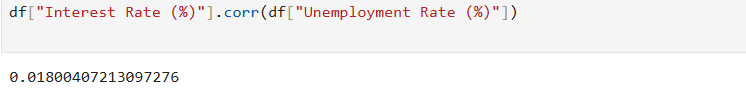 df["Interest Rate (%)"].corr(df["Unemployment Rate (%)"])
0.01800407213097276